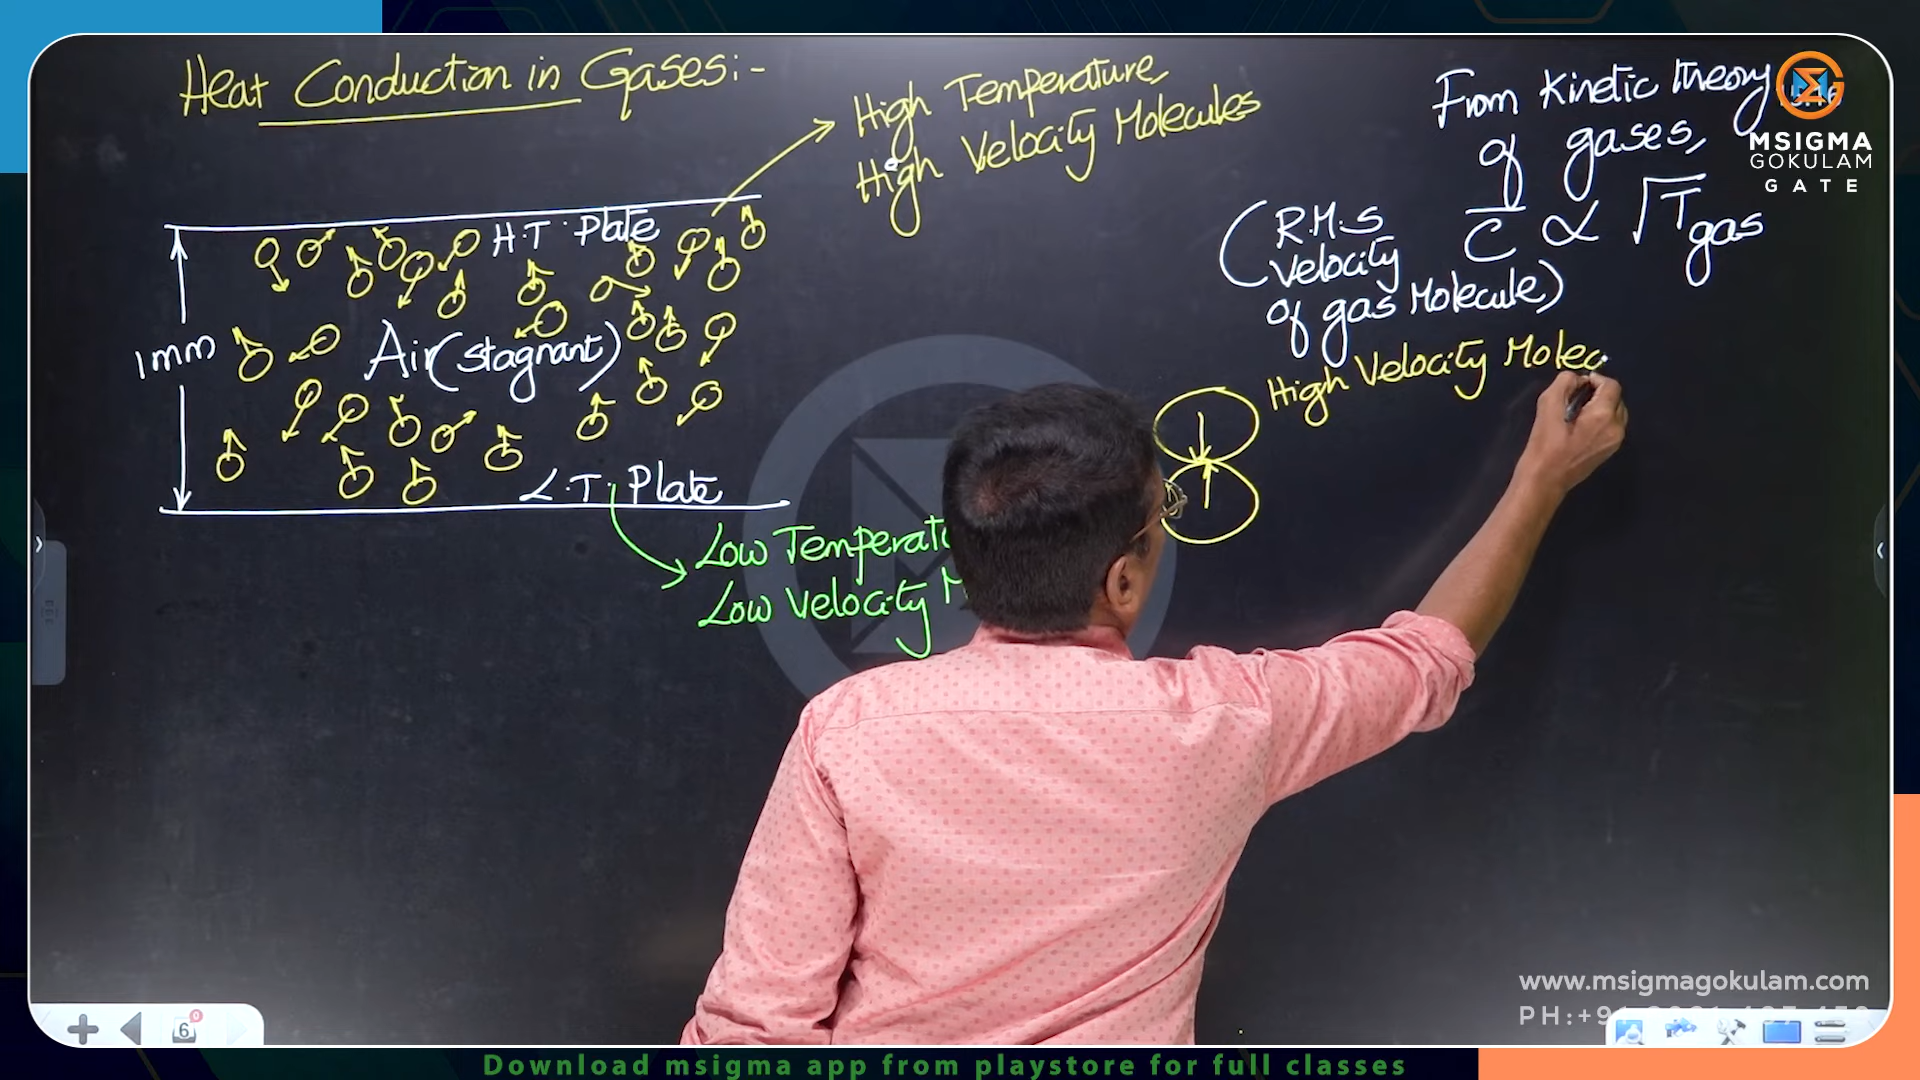 Heat Conduction in Gases:-
High Temperature,
High Velocity Molecules
From Kinetic theory
of gases,
C̅ ∝ √T gas
(R.M.S
Velocity
of gas Molecule)
H.T. Plate
1mm
Air (stagnant)
L.T. Plate
Low
Low Velocity
High Velocity Molec
MSIGMA
GOKULAM
GATE
www.msigmagokulam.com
6
0
Download msigma app from playstore for full classes